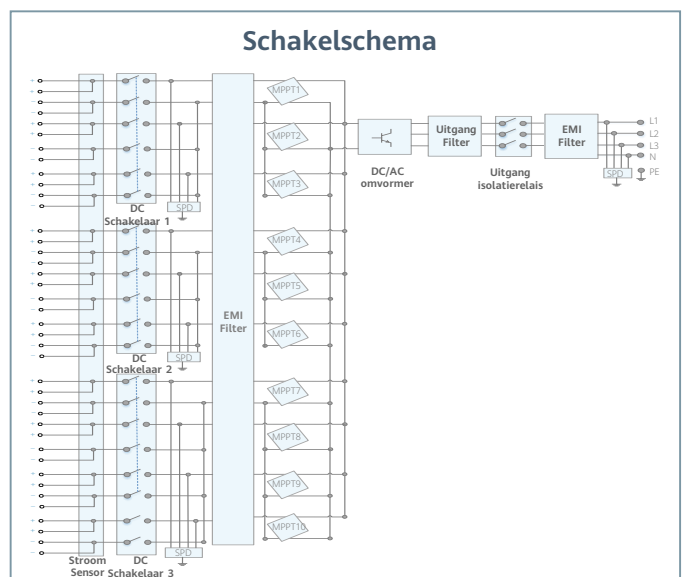 Schakelschema
MPPT1
MPPT2
MPPT3
SPD
DC
Schakelaar 1
MPPT4
MPPT5
MPPT6
SPD
DC
Schakelaar 2
EMI
Filter
MPPT7
MPPT8
MPPT9
MPPT10
SPD
Stroom
Sensor
DC
Schakelaar 3
DC/AC
omvormer
Uitgang
Filter
Uitgang
isolatierelais
EMI
Filter
SPD
L1
L2
L3
N
PE